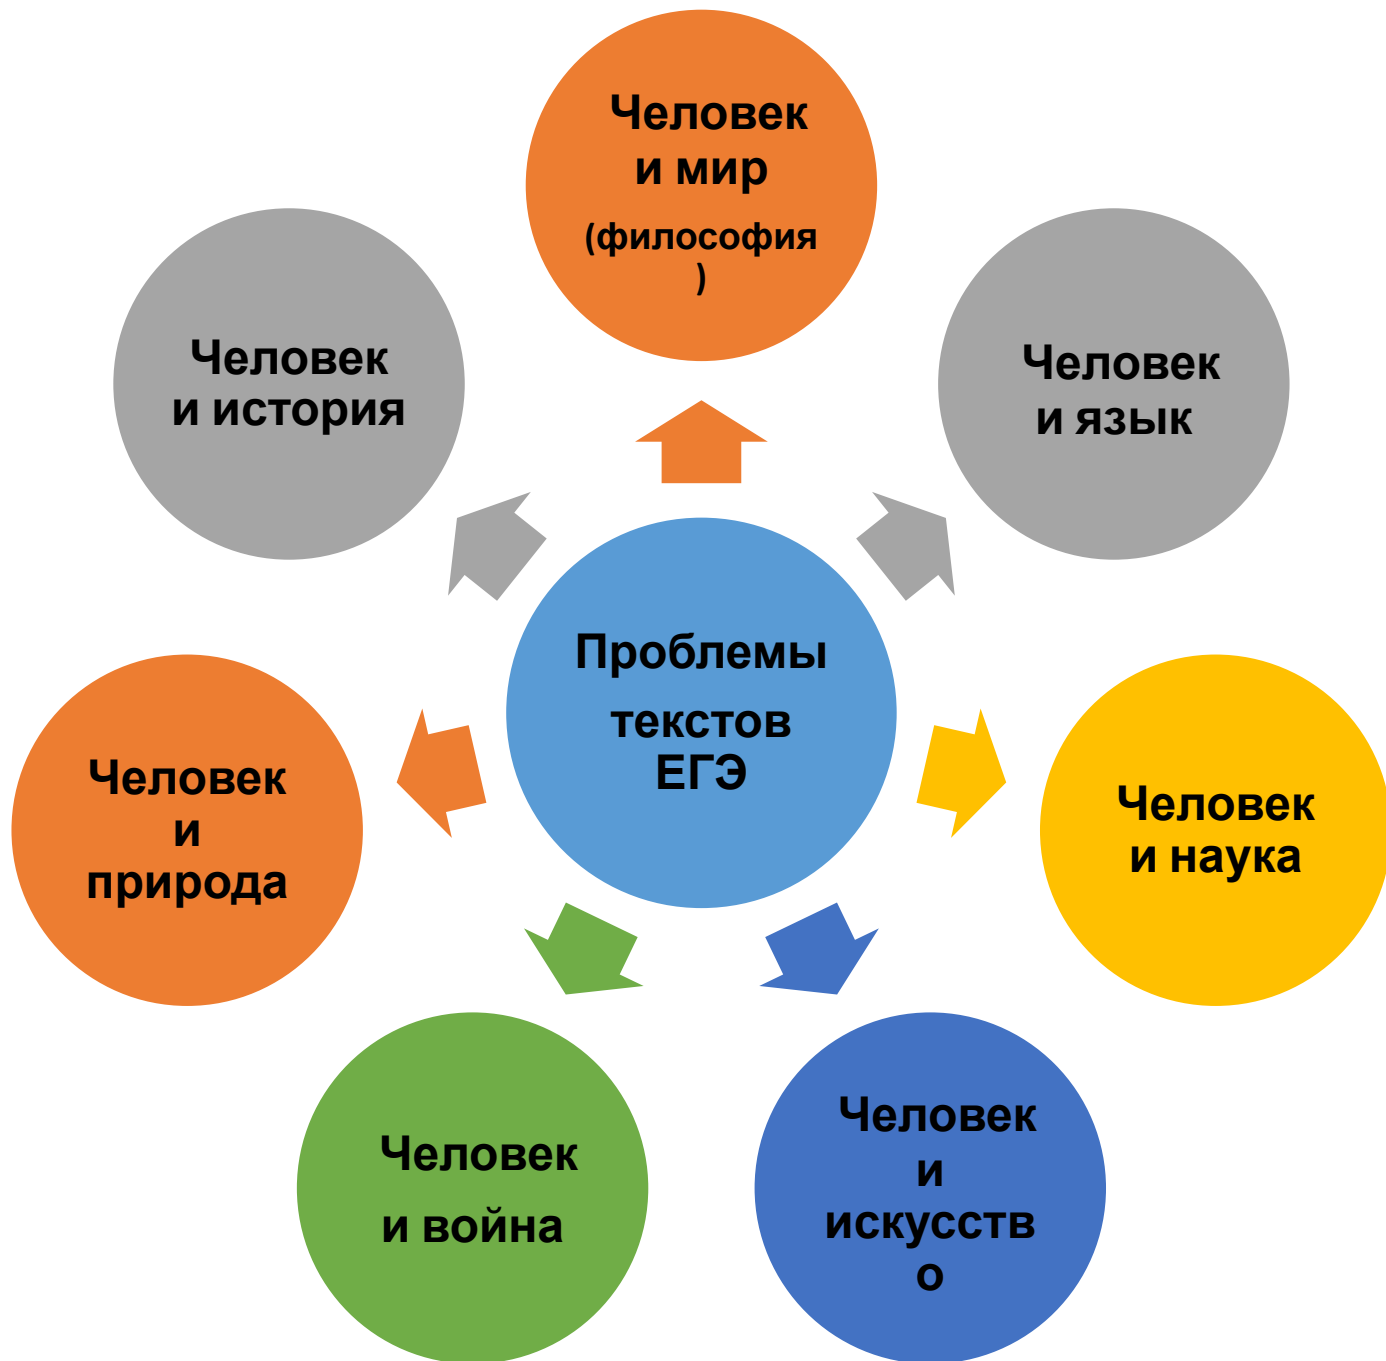 Человек
и мир
(философия
)
Человек
и история
Человек
и язык
Проблемы
текстов
ЕГЭ
Человек
и
природа
Человек
и наука
Человек
и война
Человек
и
искусств
о